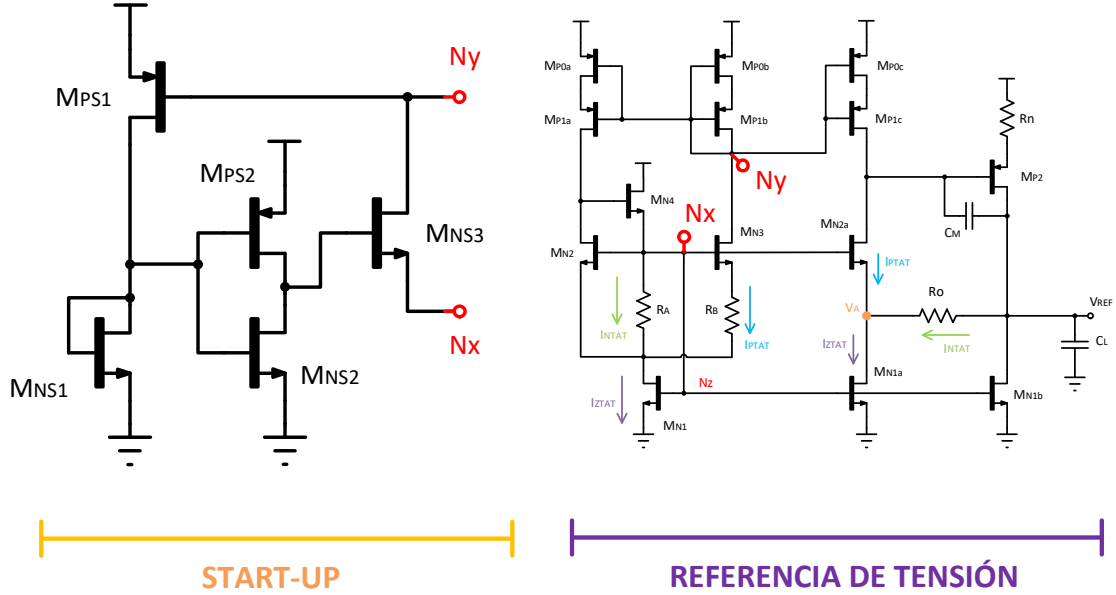 Ny
MPS1
MPS2
MNS3
Nx
MNS1
MNS2
START-UP
MP0a
MP0b
MP0c
MP1a
MP1b
MP1c
Rn
Ny
MP2
MN4
Nx
CM
MN2
MN3
MN2a
IPTAT
RA
RB
INTAT
IPTAT
VA
Ro
VREF
IZTAT
INTAT
CL
Nz
MN1a
IZTAT
MN1
MN1b
REFERENCIA DE TENSIÓN